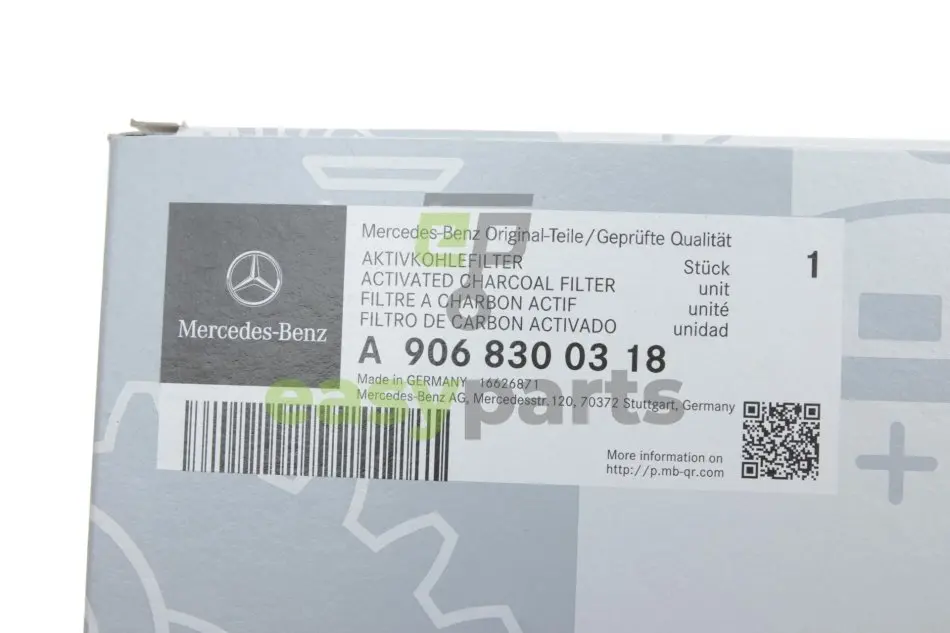 Mercedes-Benz
Mercedes-Benz Original-Teile/Geprüfte Qualität
AKTIVKOHLEFILTER Stück 1
ACTIVATED CHARCOAL FILTER unit
FILTRE A CHARBON ACTIF unité
FILTRO DE CARBON ACTIVADO unidad
A 906 830 03 18
Made in GERMANY 16626871
Mercedes-Benz AG, Mercedesstr.120, 70372 Stuttgart, Germany
easyparts
More information on
http://p.mb-qr.com